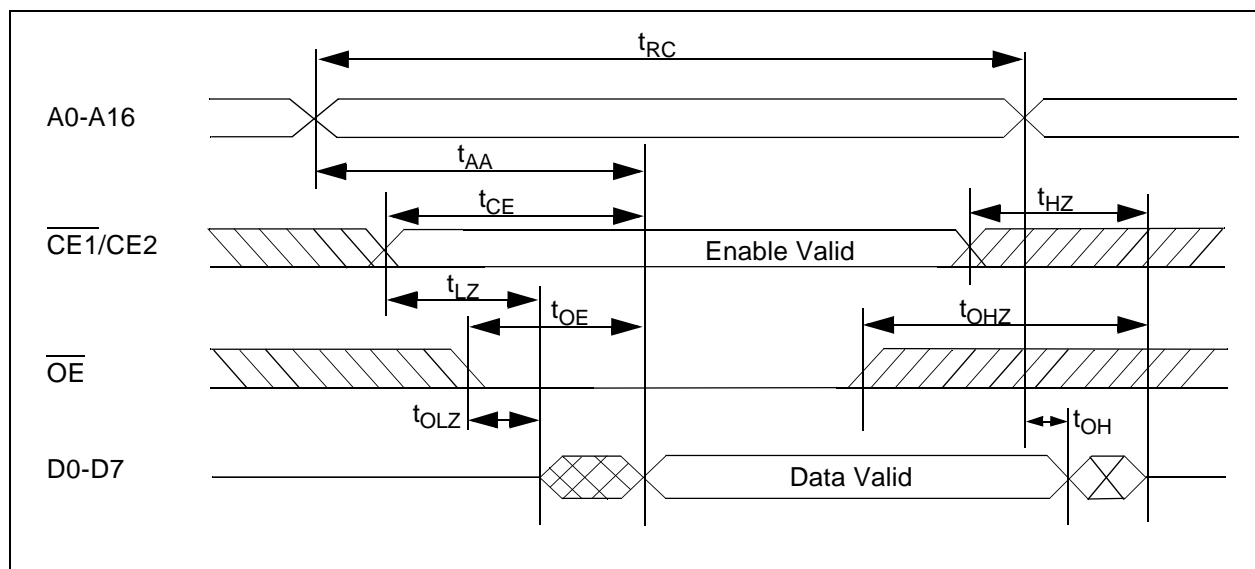 tRC
A0-A16
tAA
tCE
tHZ
CE1/CE2
Enable Valid
tLZ
tOE
tOHZ
OE
tOLZ
tOH
D0-D7
Data Valid